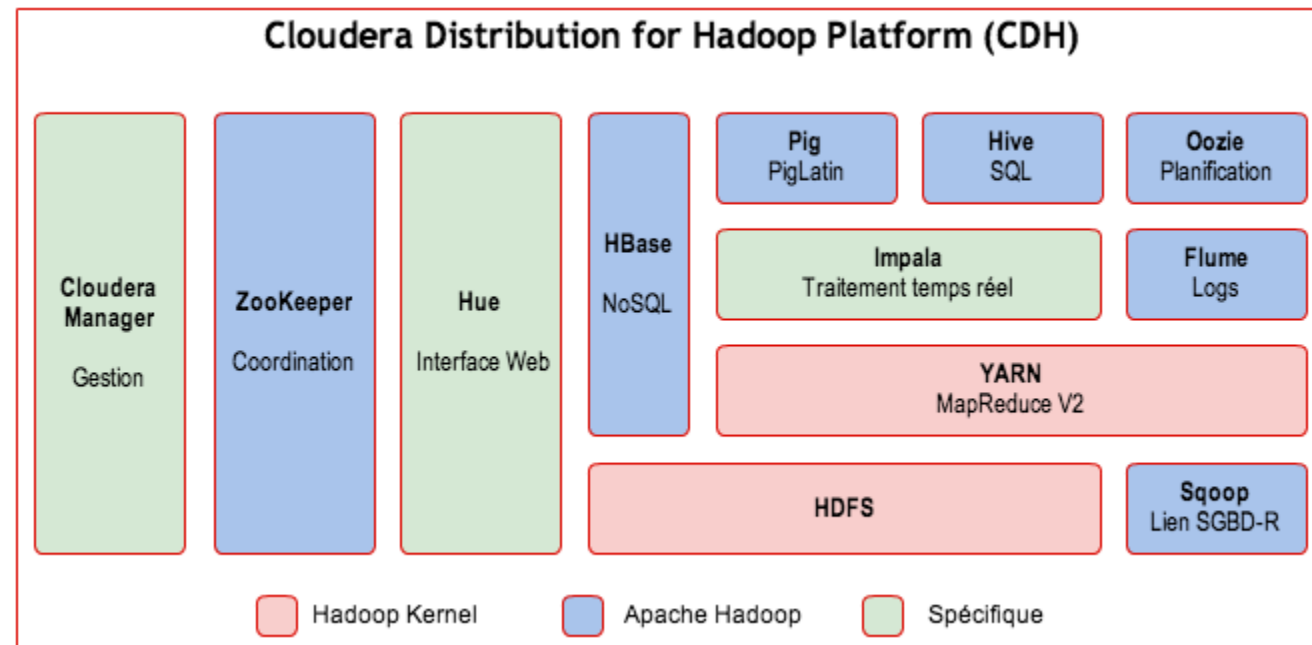 Cloudera Distribution for Hadoop Platform (CDH)
Cloudera
Manager
Gestion
ZooKeeper
Coordination
Hue
Interface Web
HBase
NoSQL
Pig
PigLatin
Hive
SQL
Oozie
Planification
Impala
Traitement temps réel
Flume
Logs
YARN
MapReduce V2
HDFS
Sqoop
Lien SGBD-R
Hadoop Kernel
Apache Hadoop
Spécifique